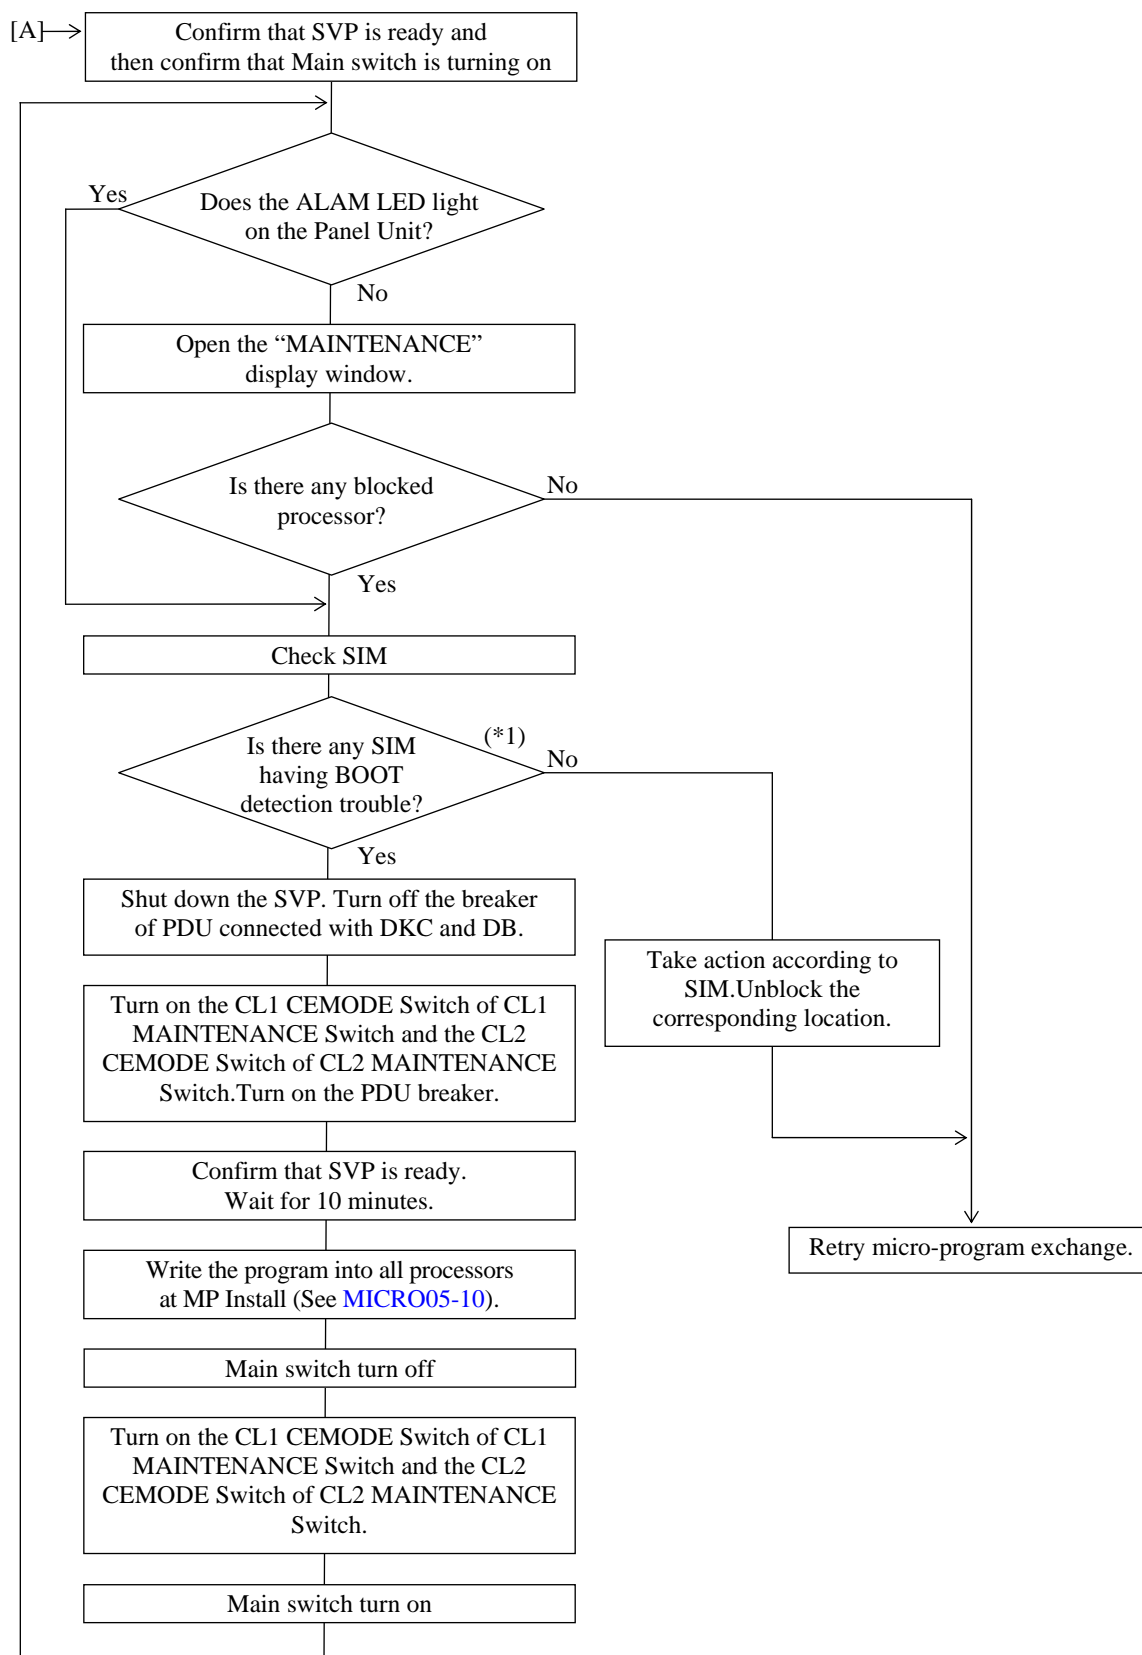 [A]
Confirm that SVP is ready and
then confirm that Main switch is turning on
Yes
Does the ALAM LED light
on the Panel Unit?
No
Open the “MAINTENANCE”
display window.
Is there any blocked
processor?
No
Yes
Check SIM
(*1)
Is there any SIM
having BOOT
detection trouble?
No
Yes
Shut down the SVP. Turn off the breaker
of PDU connected with DKC and DB.
Take action according to
SIM.Unblock the
corresponding location.
Turn on the CL1 CEMODE Switch of CL1
MAINTENANCE Switch and the CL2
CEMODE Switch of CL2 MAINTENANCE
Switch.Turn on the PDU breaker.
Confirm that SVP is ready.
Wait for 10 minutes.
Retry micro-program exchange.
Write the program into all processors
at MP Install (See MICRO05-10).
Main switch turn off
Turn on the CL1 CEMODE Switch of CL1
MAINTENANCE Switch and the CL2
CEMODE Switch of CL2 MAINTENANCE
Switch.
Main switch turn on